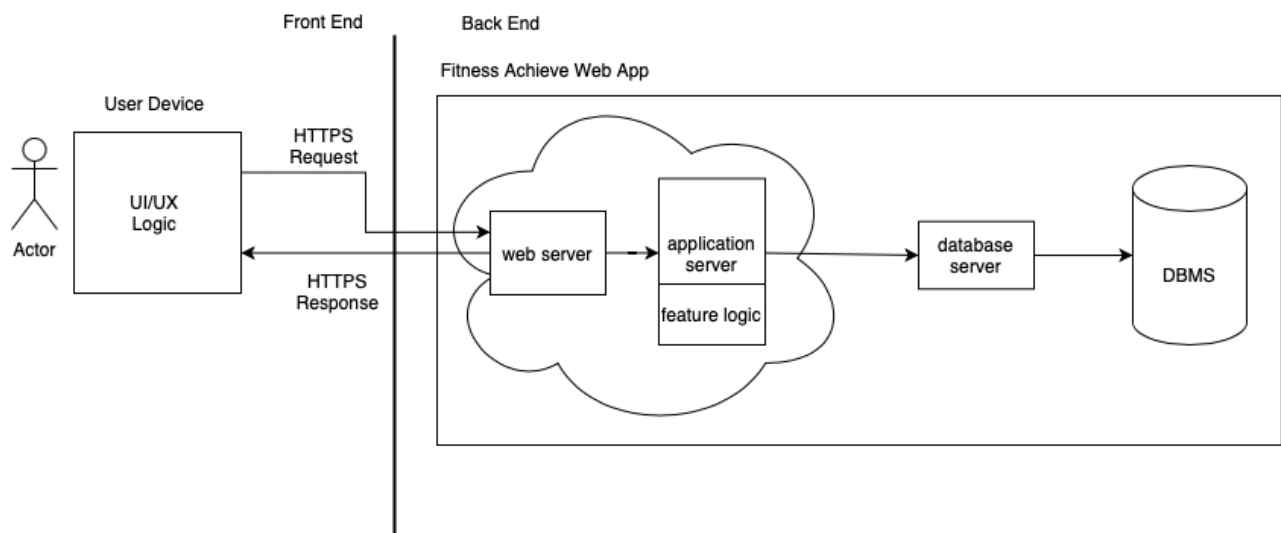 Front End
Back End
Fitness Achieve Web App
User Device
HTTPS
Request
UI/UX
Logic
Actor
HTTPS
Response
web server
application
server
feature logic
database
server
DBMS